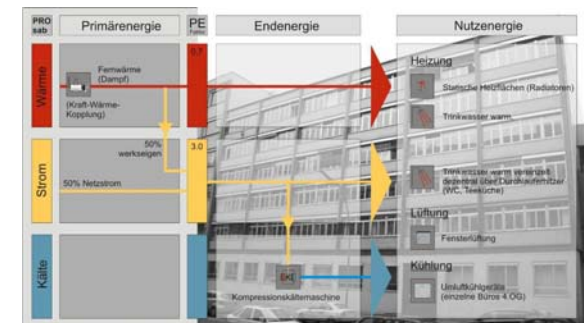 PRO
sab
Primärenergie
PE
Faktor
Endenergie
Nutzenergie
Wärme
Fernwärme
(Dampf)
(Kraft-Wärme-
Kopplung)
0.7
Heizung
Statische Heizflächen (Radiatoren)
Trinkwasser warm.
Strom
50%
werkseigen
50% Netzstrom
3.0
Trinkwasser warm vereinzelt
dezentral über Durchlauferhitzer
(WC, Teeküche)
Lüftung
Fensterlüftung
Kälte
Kompressionskältemaschine
Kühlung
Umluftkühlgeräte
(einzelne Büros 4.OG)